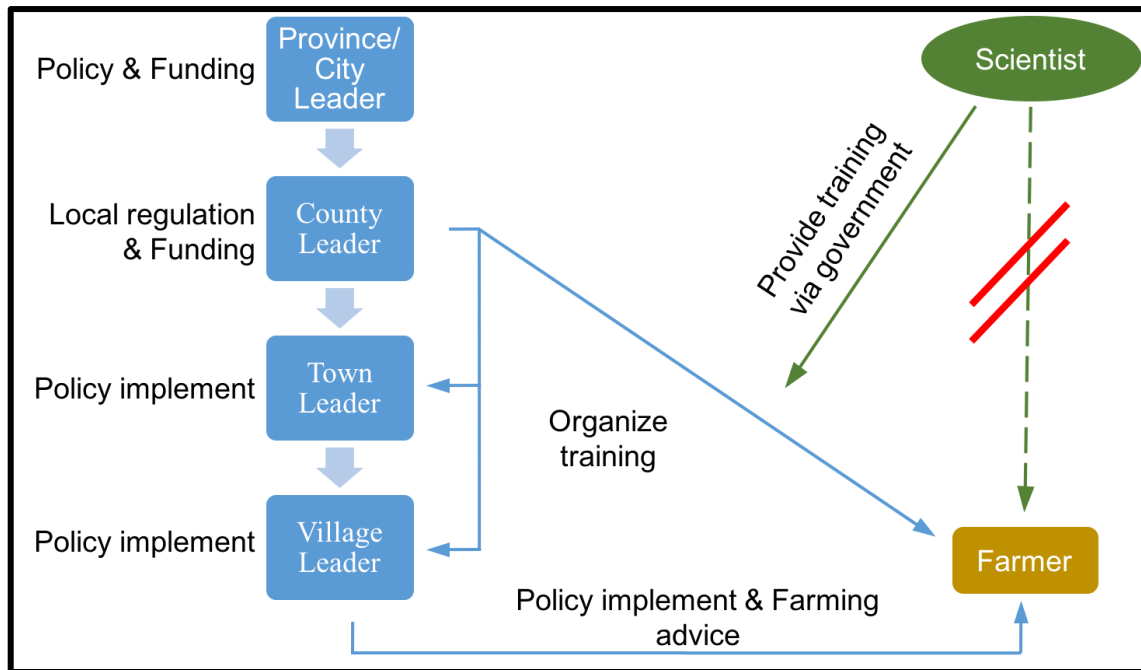 Policy & Funding
Province/
City
Leader
Scientist
Provide training
via government
Local regulation
& Funding
County
Leader
Policy implement
Town
Leader
Organize
training
Policy implement
Village
Leader
Farmer
Policy implement & Farming
advice